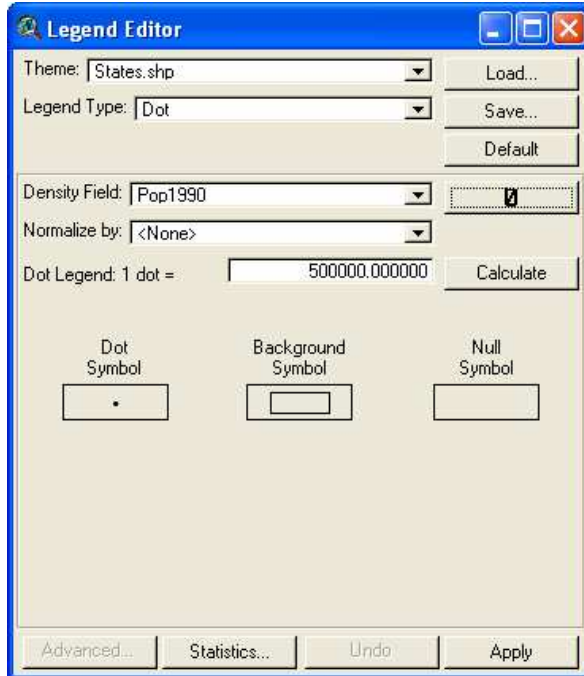 Legend Editor
Theme: States.shp
Load...
Legend Type: Dot
Save...
Default
Density Field: Pop1990
Normalize by: <None>
Dot Legend: 1 dot = 500000.000000
Calculate
Dot
Symbol
Background
Symbol
Null
Symbol
Advanced...
Statistics...
Undo
Apply